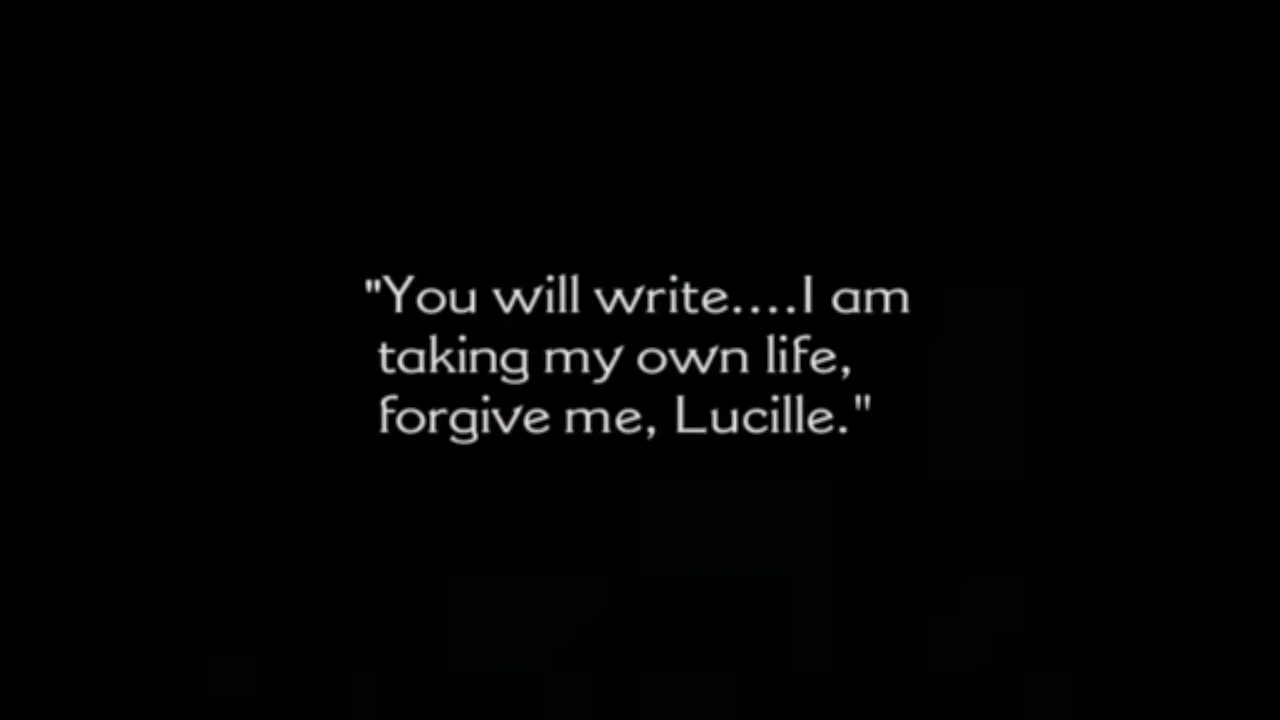 "You will write....I am
taking my own life,
forgive me, Lucille."